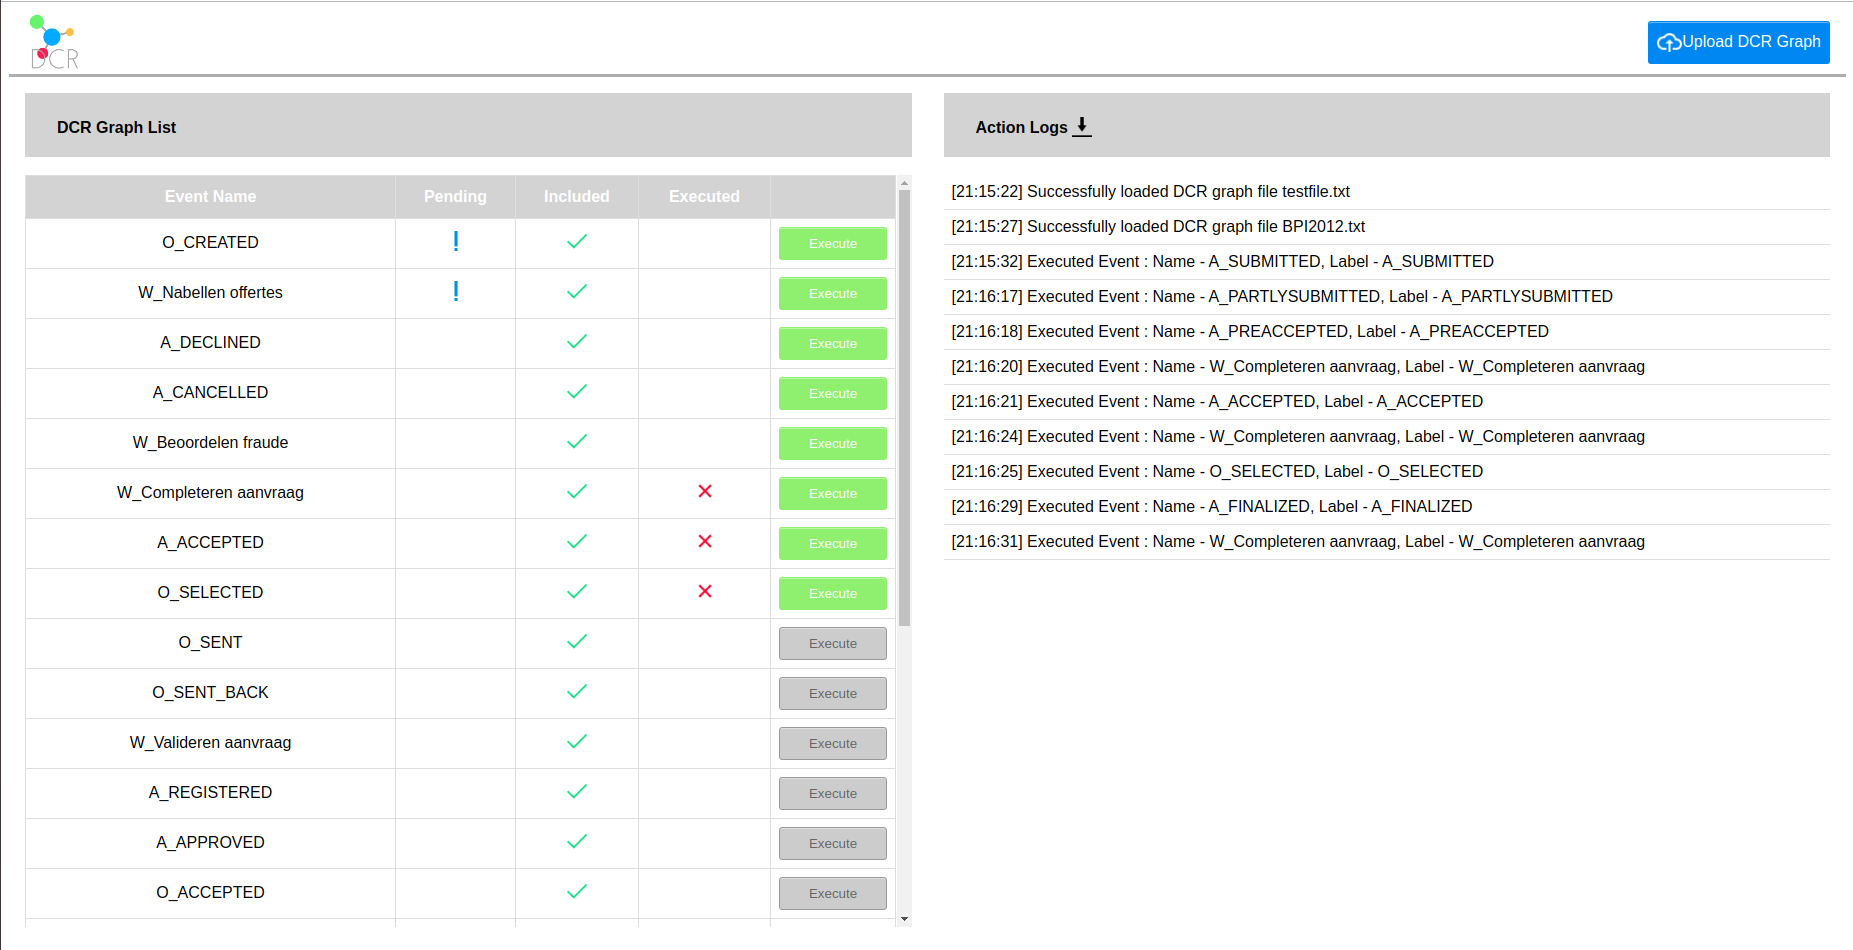 DCR
Upload DCR Graph
DCR Graph List
Event Name Pending Included Executed
O_CREATED ! Execute
W_Nabellen offertes ! Execute
A_DECLINED Execute
A_CANCELLED Execute
W_Beoordelen fraude Execute
W_Completeren aanvraag Execute
A_ACCEPTED Execute
O_SELECTED Execute
O_SENT Execute
O_SENT_BACK Execute
W_Valideren aanvraag Execute
A_REGISTERED Execute
A_APPROVED Execute
O_ACCEPTED Execute
Action Logs
[21:15:22] Successfully loaded DCR graph file testfile.txt
[21:15:27] Successfully loaded DCR graph file BPI2012.txt
[21:15:32] Executed Event : Name - A_SUBMITTED, Label - A_SUBMITTED
[21:16:17] Executed Event : Name - A_PARTLYSUBMITTED, Label - A_PARTLYSUBMITTED
[21:16:18] Executed Event : Name - A_PREACCEPTED, Label - A_PREACCEPTED
[21:16:20] Executed Event : Name - W_Completeren aanvraag, Label - W_Completeren aanvraag
[21:16:21] Executed Event : Name - A_ACCEPTED, Label - A_ACCEPTED
[21:16:24] Executed Event : Name - W_Completeren aanvraag, Label - W_Completeren aanvraag
[21:16:25] Executed Event : Name - O_SELECTED, Label - O_SELECTED
[21:16:29] Executed Event : Name - A_FINALIZED, Label - A_FINALIZED
[21:16:31] Executed Event : Name - W_Completeren aanvraag, Label - W_Completeren aanvraag